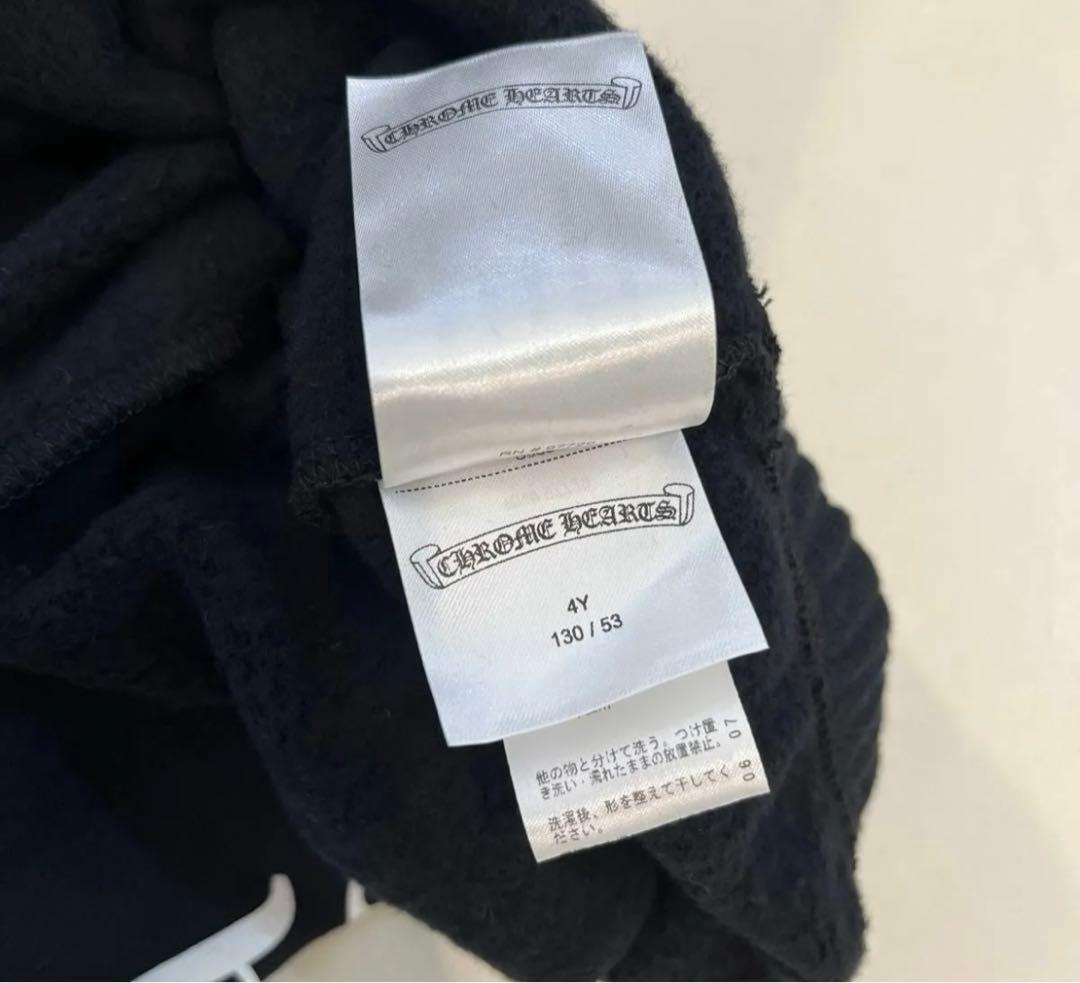 CHROME HEARTS
RN #
CHROME HEARTS
4Y
130 / 53
他の物と分けて洗う。つけ置
き洗い・濡れたままの放置禁止。
洗濯後、形を整えて干してく
ださい。
07
06